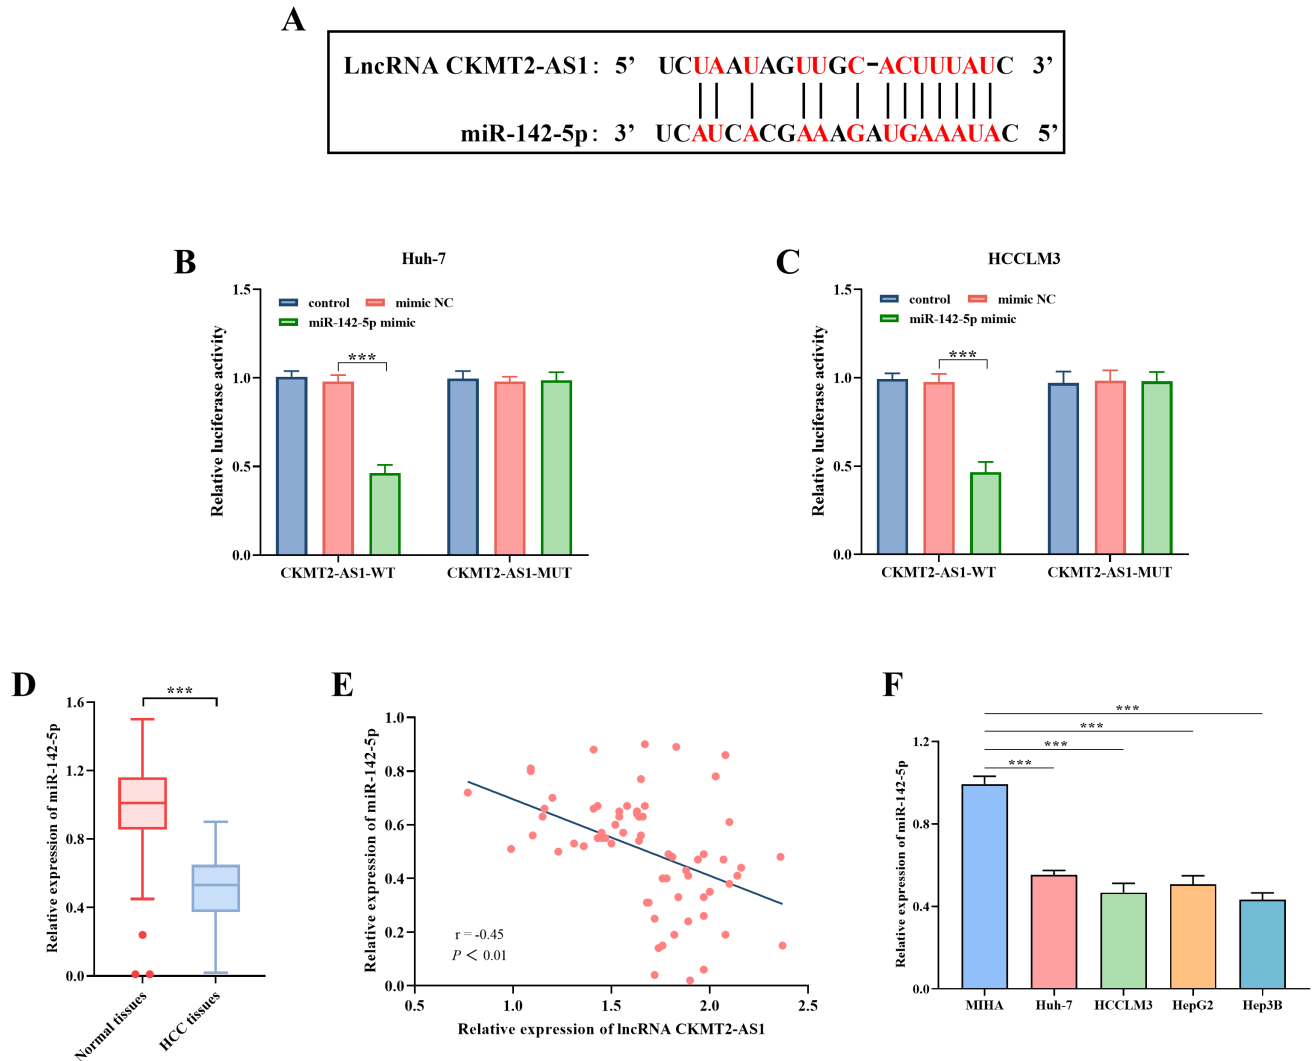 A
LncRNA CKMT2-AS1: 5’ UCUAAUAGUUGC-ACUUUAUC 3’
miR-142-5p: 3’ UCAUCACGAAAGAUGAAAUAC 5’
B
Huh-7
control
mimic NC
miR-142-5p mimic
Relative luciferase activity
1.5
1.0
0.5
0.0
***
CKMT2-AS1-WT
CKMT2-AS1-MUT
C
HCCLM3
control
mimic NC
miR-142-5p mimic
Relative luciferase activity
1.5
1.0
0.5
0.0
***
CKMT2-AS1-WT
CKMT2-AS1-MUT
D
Relative expression of miR-142-5p
1.6
1.2
0.8
0.4
0.0
***
Normal tissues
HCC tissues
E
Relative expression of miR-142-5p
1.0
0.8
0.6
0.4
0.2
0.0
r = -0.45
P < 0.01
0.5
1.0
1.5
2.0
2.5
Relative expression of lncRNA CKMT2-AS1
F
Relative expression of miR-142-5p
1.2
0.8
0.4
0.0
***
***
***
***
MIHA
Huh-7
HCCLM3
HepG2
Hep3B